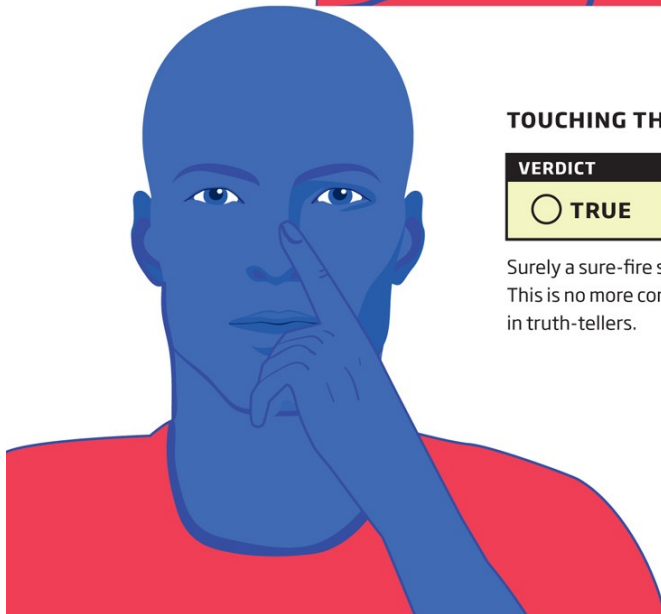 TOUCHING TH
VERDICT
TRUE
Surely a sure-fire s
This is no more cor
in truth-tellers.